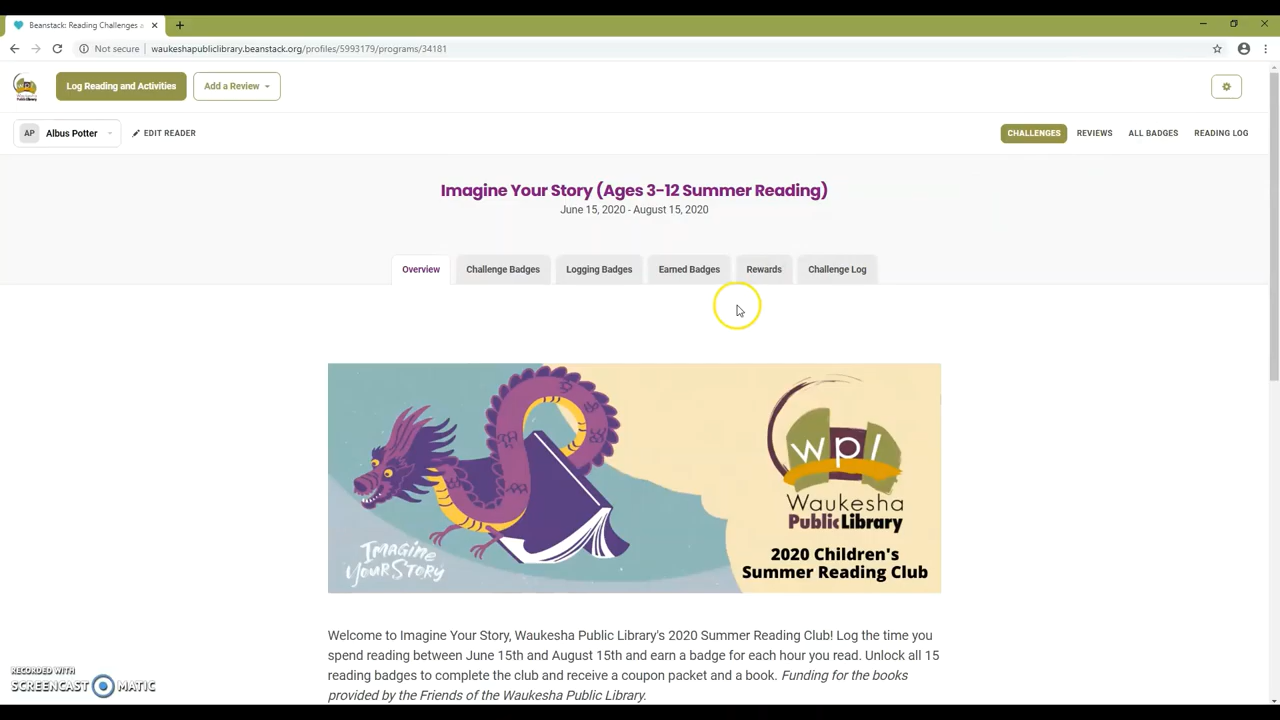 Beanstack: Reading Challenges a
Not secure waukeshapubliclibrary.beanstack.org/profiles/5993179/programs/34181
Log Reading and Activities Add a Review
AP Albus Potter EDIT READER CHALLENGES REVIEWS ALL BADGES READING LOG
Imagine Your Story (Ages 3-12 Summer Reading)
June 15, 2020 - August 15, 2020
Overview Challenge Badges Logging Badges Earned Badges Rewards Challenge Log
wpl
Waukesha
Public Library
IMAGINE
YOUR STORY
2020 Children's
Summer Reading Club
Welcome to Imagine Your Story, Waukesha Public Library's 2020 Summer Reading Club! Log the time you
spend reading between June 15th and August 15th and earn a badge for each hour you read. Unlock all 15
reading badges to complete the club and receive a coupon packet and a book. Funding for the books
provided by the Friends of the Waukesha Public Library.
RECORDED WITH
SCREENCAST MATIC